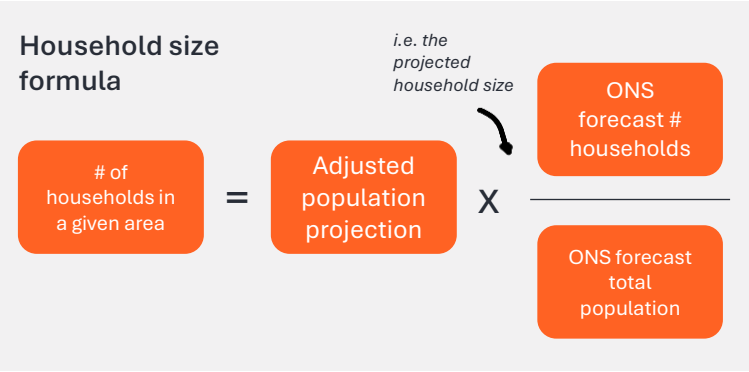 Household size
formula
i.e. the
projected
household size
# of
households in
a given area
=
Adjusted
population
projection
X
ONS
forecast #
households
ONS forecast
total
population